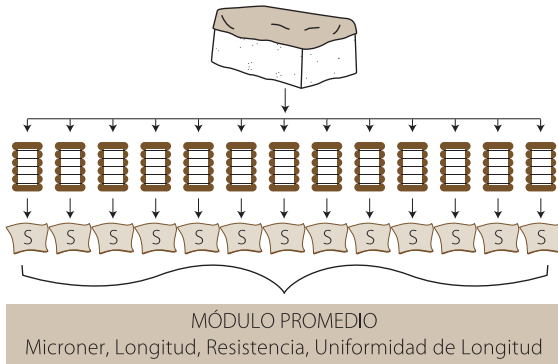 S S S S S S S S S S S S S
MÓDULO PROMEDIO
Microner, Longitud, Resistencia, Uniformidad de Longitud